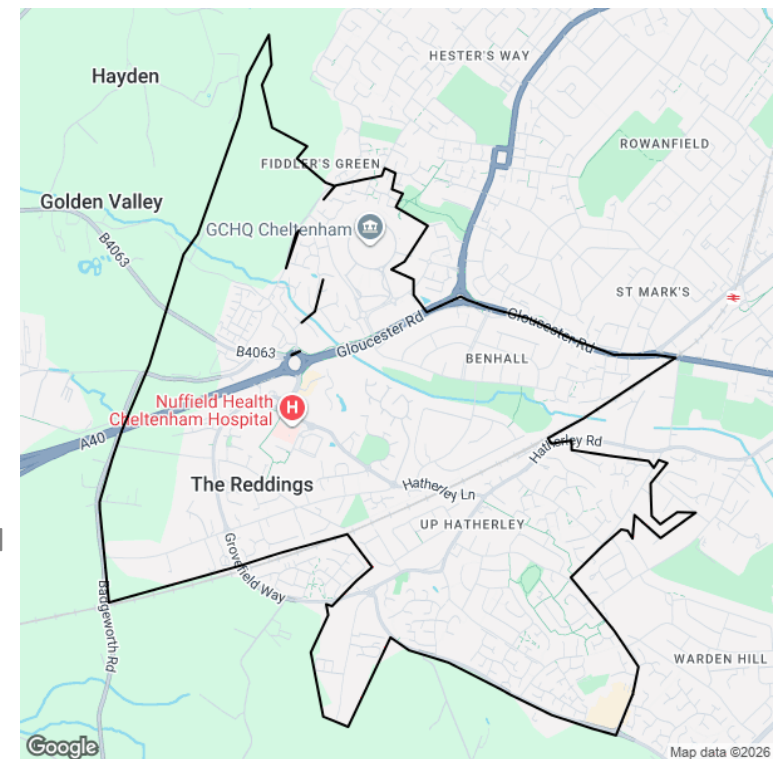 HESTER'S WAY
Hayden
ROWANFIELD
FIDDLER'S GREEN
Golden Valley
GCHQ Cheltenham
B4063
ST MARK'S
Gloucester Rd
Gloucester Rd
B4063
BENHALL
Nuffield Health
Cheltenham Hospital
H
A40
Hatherley Rd
The Reddings
Hatherley Ln
UP HATHERLEY
Grovefield Way
Badgeworth Rd
WARDEN HILL
Google
Map data ©2026